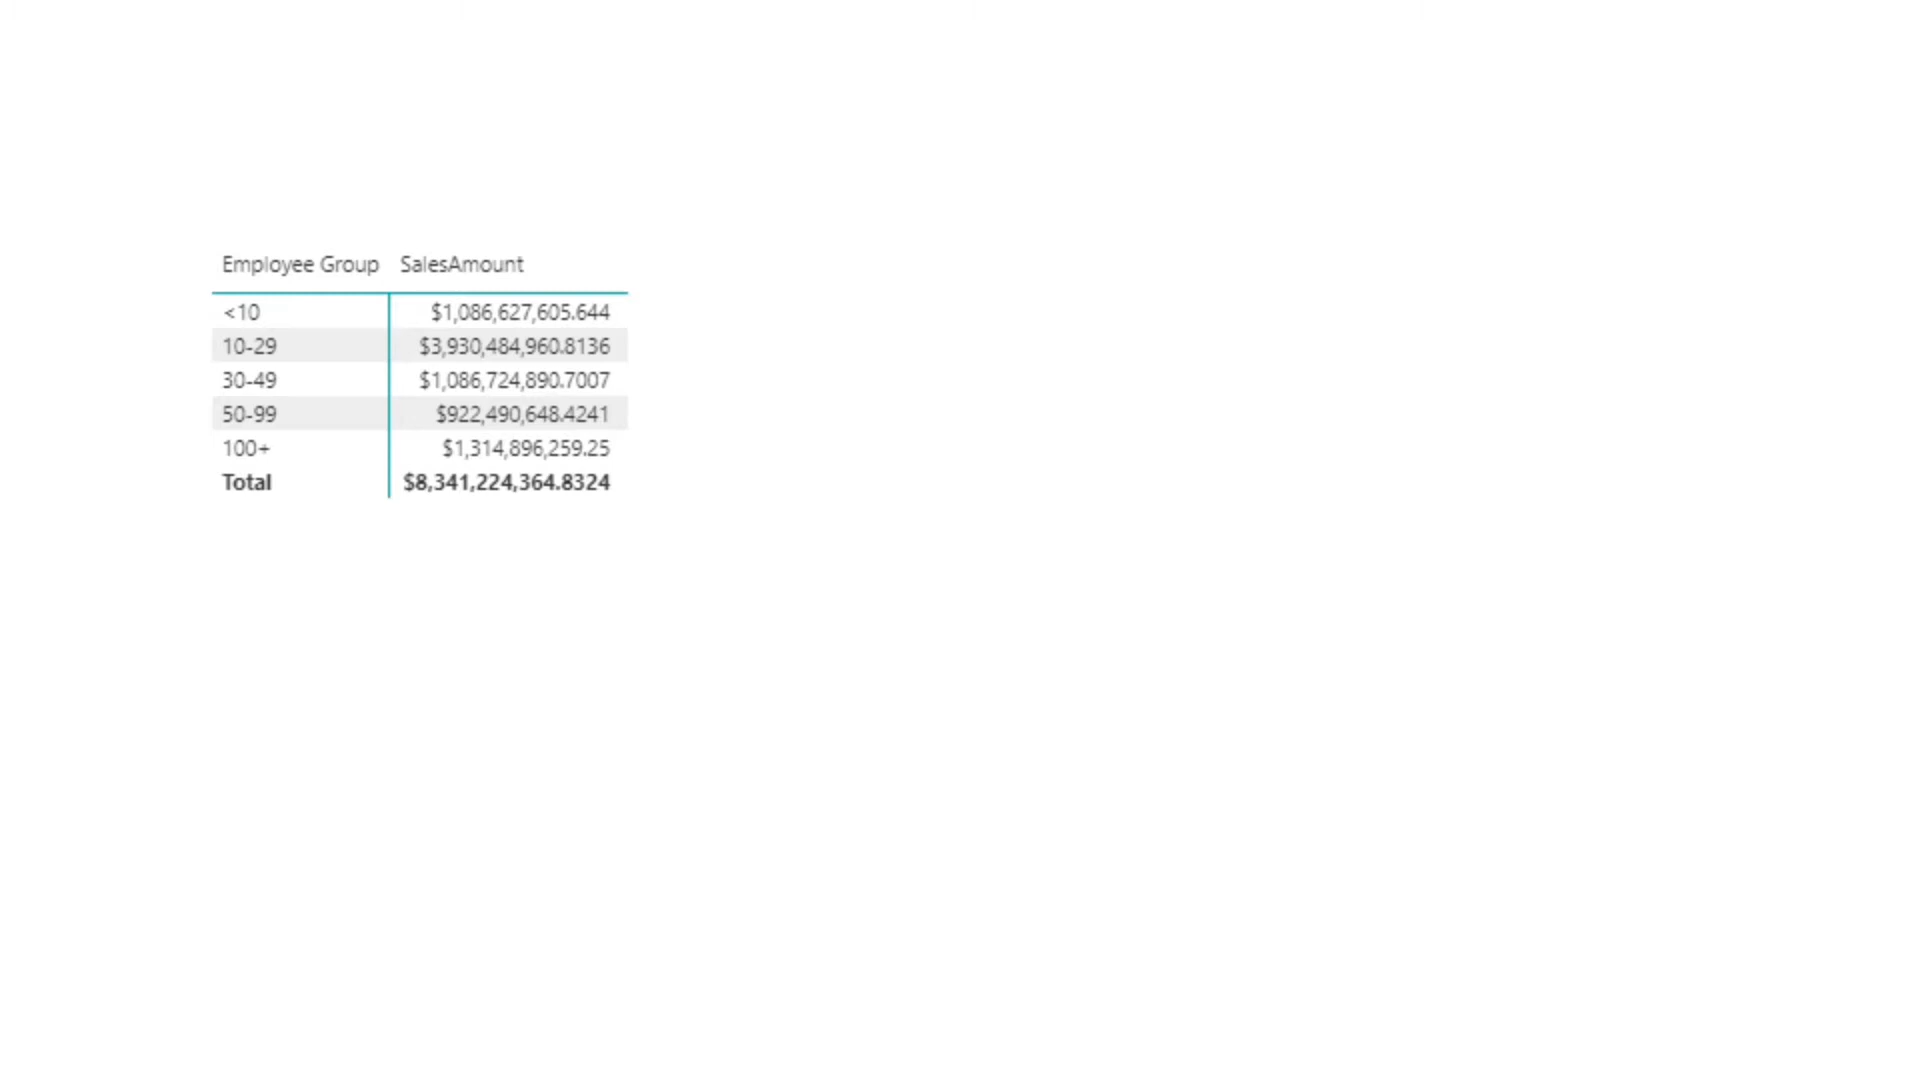 Employee Group SalesAmount
<10 $1,086,627,605.644
10-29 $3,930,484,960.8136
30-49 $1,086,724,890.7007
50-99 $922,490,648.4241
100+ $1,314,896,259.25
Total $8,341,224,364.8324